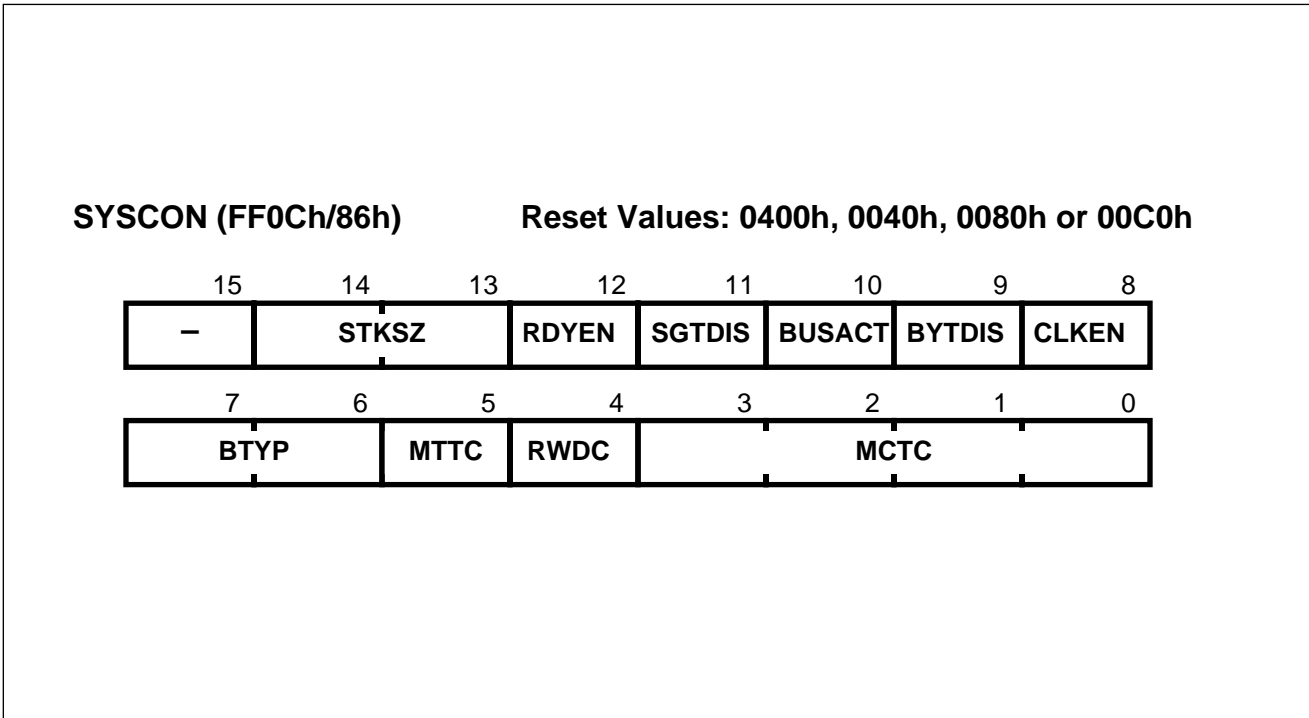 SYSCON (FF0Ch/86h) Reset Values: 0400h, 0040h, 0080h or 00C0h
15 14 13 12 11 10 9 8
– STKSZ RDYEN SGTDIS BUSACT BYTDIS CLKEN
7 6 5 4 3 2 1 0
BTYP MTTC RWDC MCTC